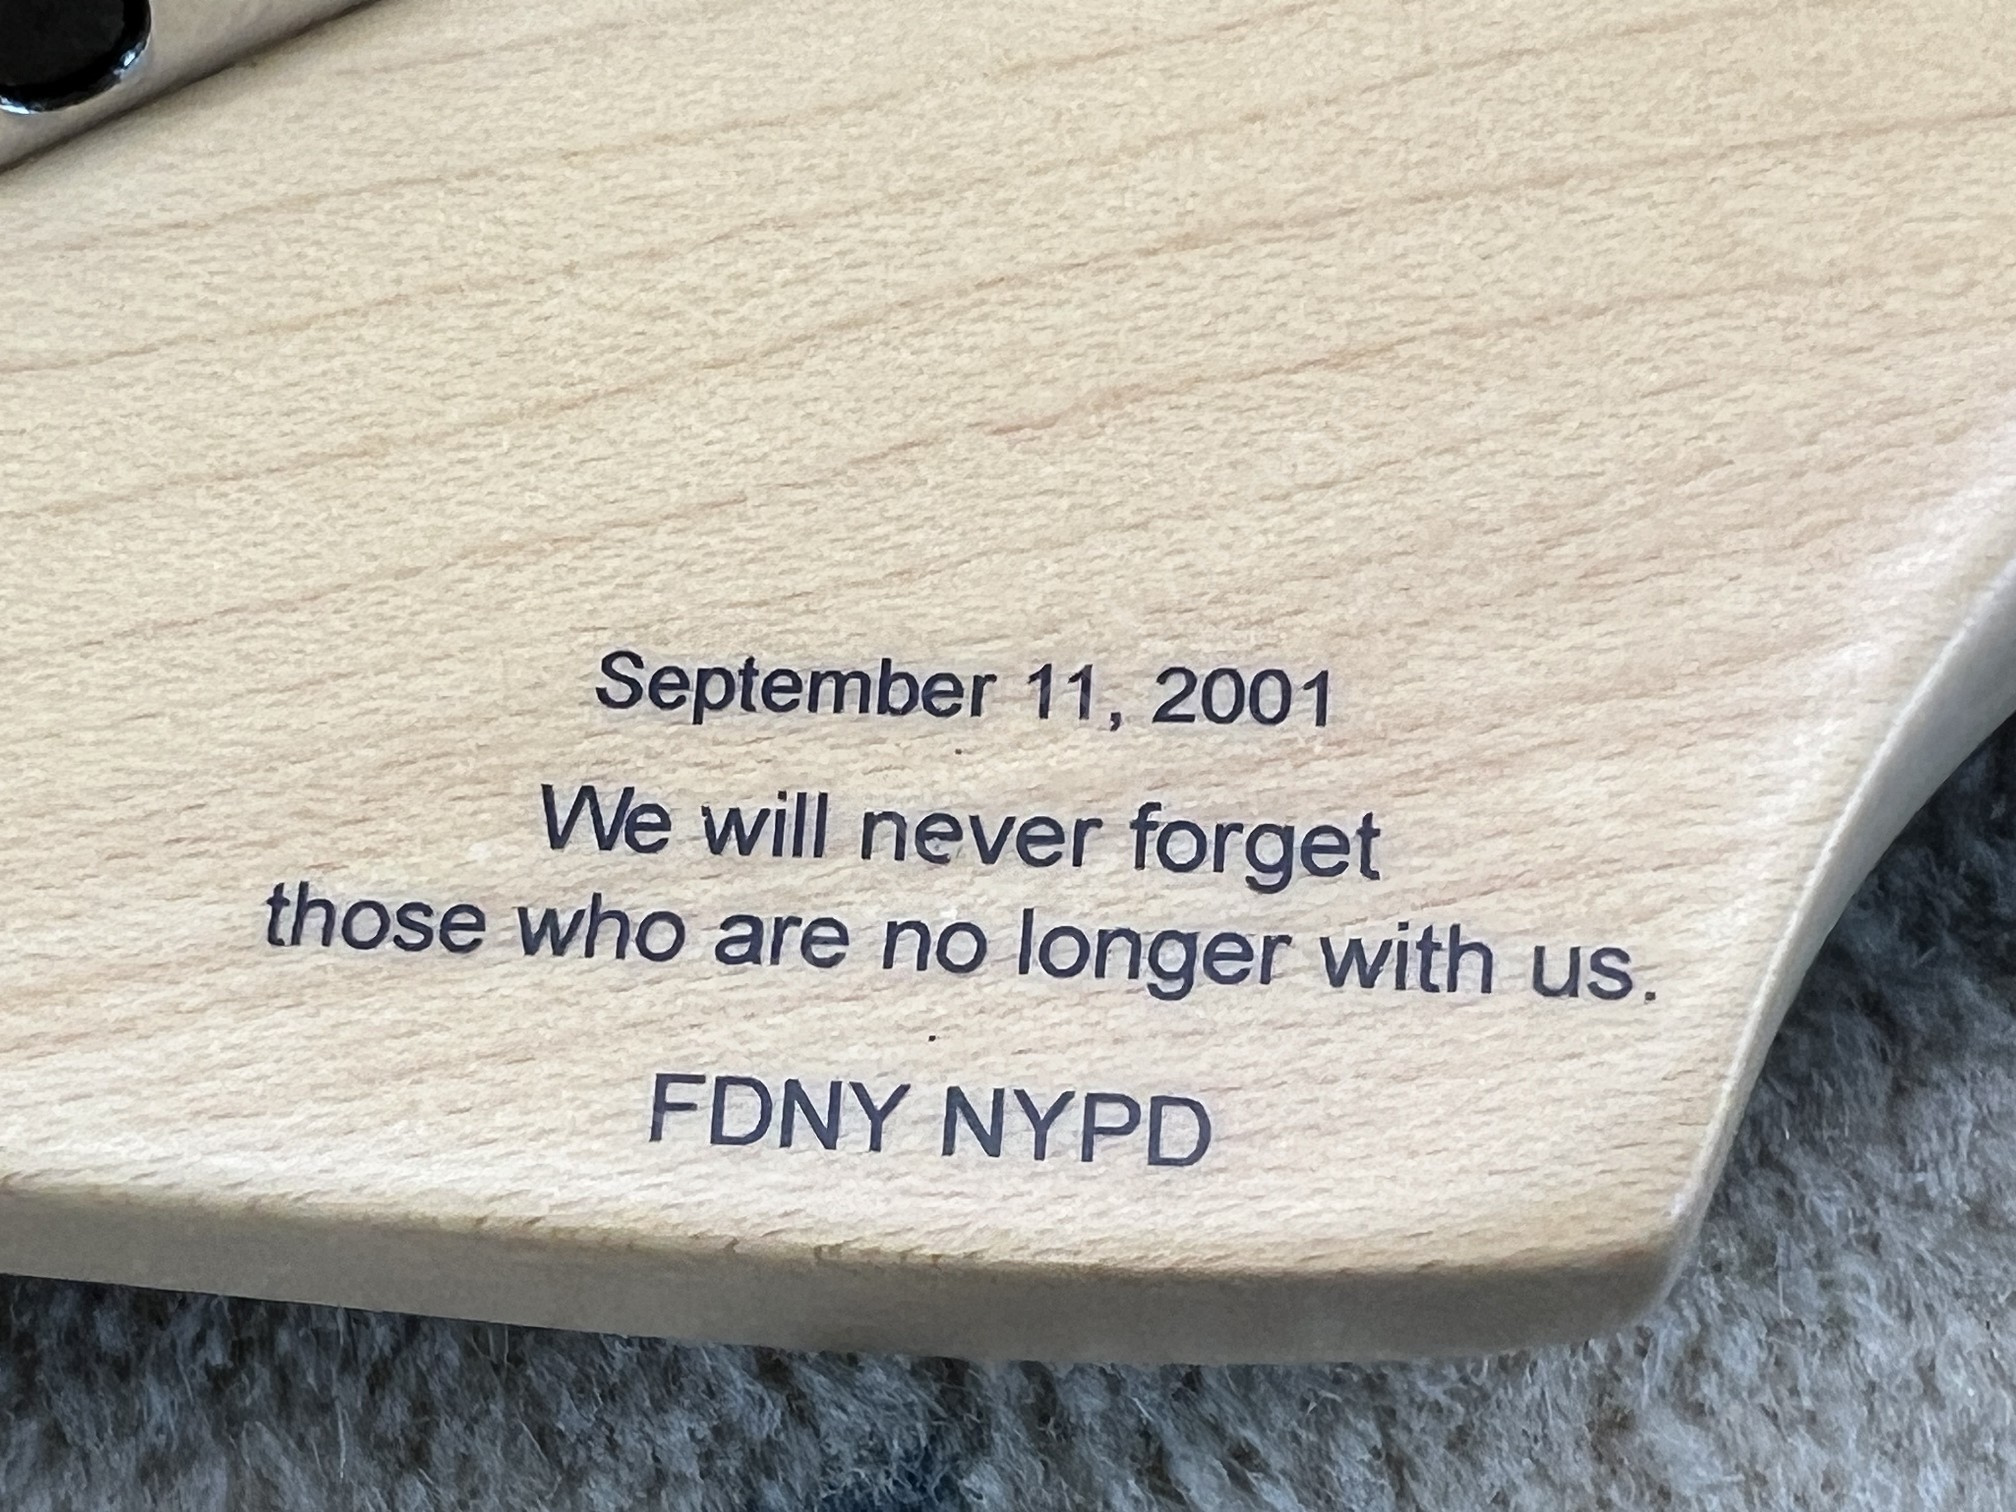 September 11, 2001
We will never forget
those who are no longer with us.
FDNY NYPD